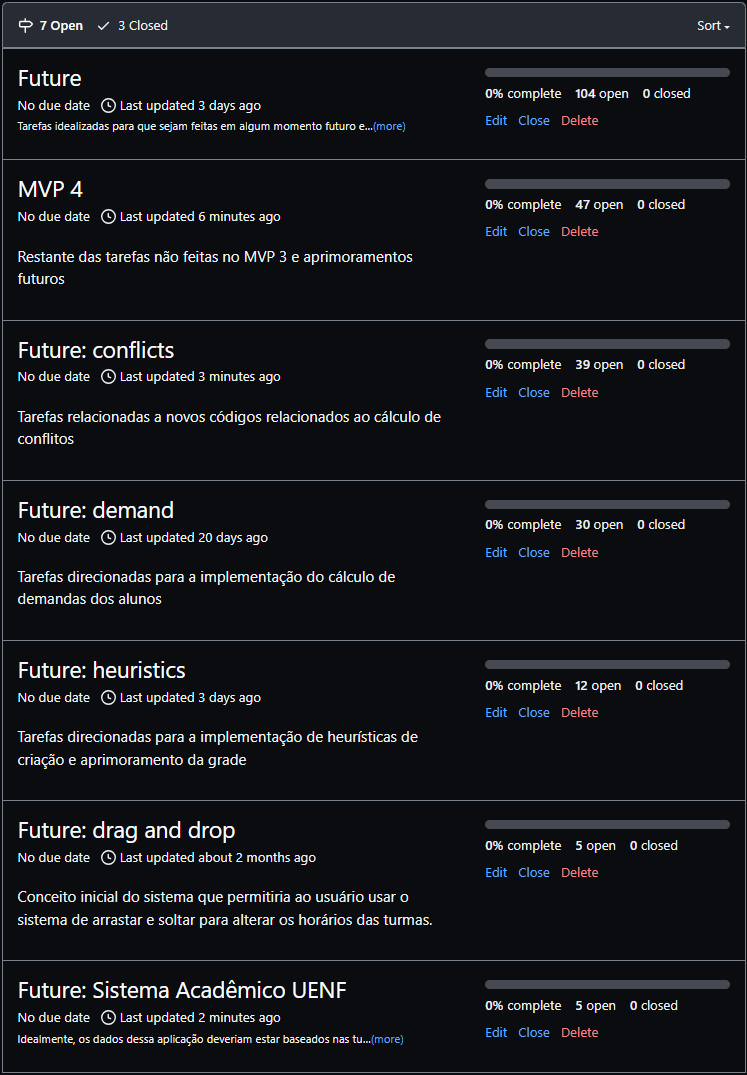 7 Open 3 Closed Sort
Future
No due date Last updated 3 days ago
Tarefas idealizadas para que sejam feitas em algum momento futuro e...(more)
0% complete 104 open 0 closed
Edit Close Delete
MVP 4
No due date Last updated 6 minutes ago
Restante das tarefas não feitas no MVP 3 e aprimoramentos
futuros
0% complete 47 open 0 closed
Edit Close Delete
Future: conflicts
No due date Last updated 3 minutes ago
Tarefas relacionadas a novos códigos relacionados ao cálculo de
conflitos
0% complete 39 open 0 closed
Edit Close Delete
Future: demand
No due date Last updated 20 days ago
Tarefas direcionadas para a implementação do cálculo de
demandas dos alunos
0% complete 30 open 0 closed
Edit Close Delete
Future: heuristics
No due date Last updated 3 days ago
Tarefas direcionadas para a implementação de heurísticas de
criação e aprimoramento da grade
0% complete 12 open 0 closed
Edit Close Delete
Future: drag and drop
No due date Last updated about 2 months ago
Conceito inicial do sistema que permitiria ao usuário usar o
sistema de arrastar e soltar para alterar os horários das turmas.
0% complete 5 open 0 closed
Edit Close Delete
Future: Sistema Acadêmico UENF
No due date Last updated 2 minutes ago
Idealmente, os dados dessa aplicação deveriam estar baseados nas tu...(more)
0% complete 5 open 0 closed
Edit Close Delete